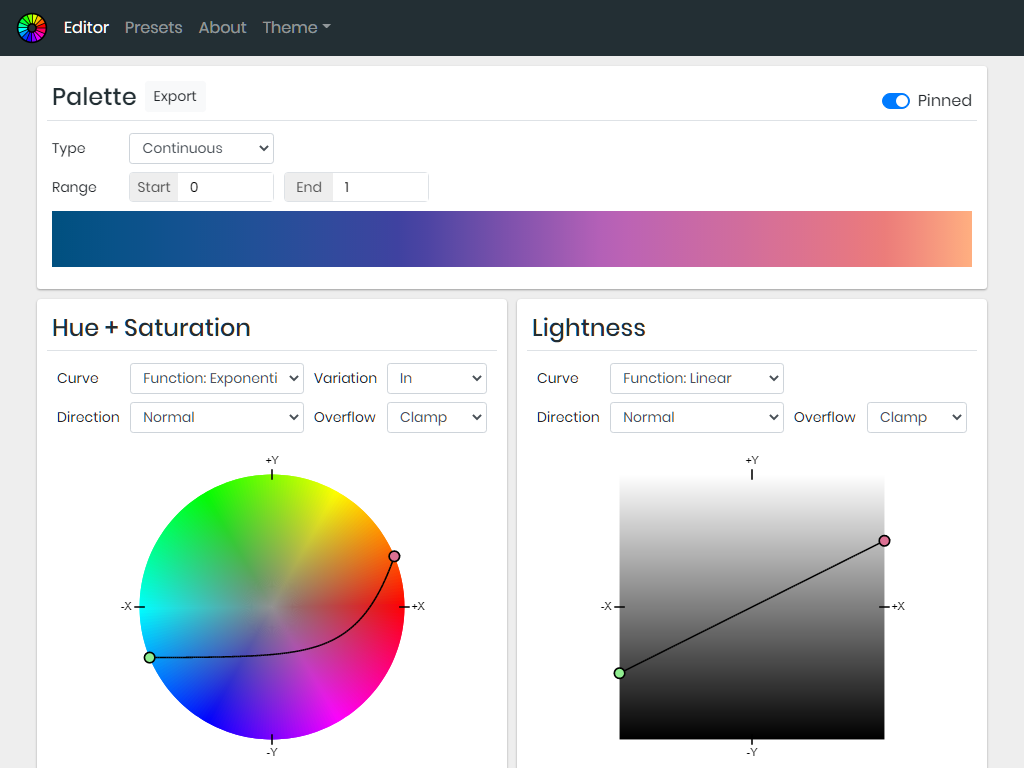 Editor Presets About Theme
Palette Export Pinned
Type Continuous
Range Start 0 End 1
Hue + Saturation
Curve Function: Exponenti Variation In
Direction Normal Overflow Clamp
+Y
-X +X
-Y
Lightness
Curve Function: Linear
Direction Normal Overflow Clamp
+Y
-X +X
-Y